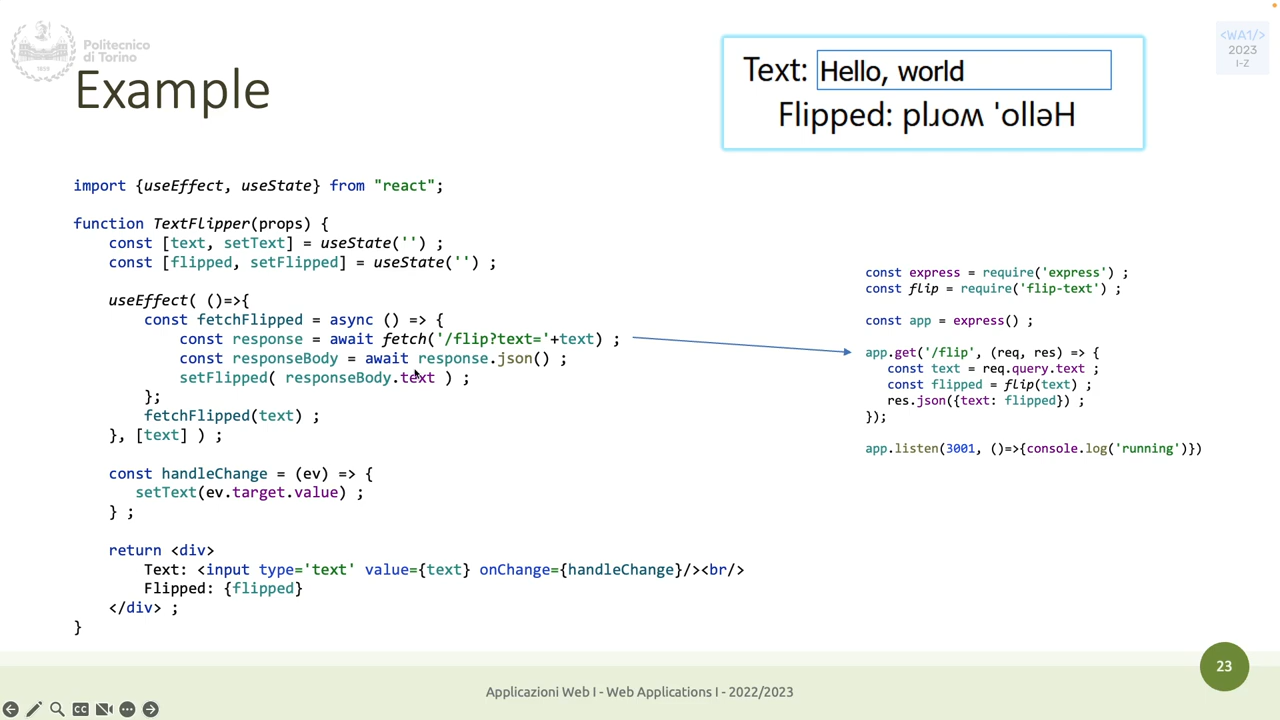 Politecnico
di Torino
1859
<WA1/>
2023
I-Z
Example
Text: Hello, world
Flipped: plɹoʍ 'ollǝH
import {useEffect, useState} from "react";
function TextFlipper(props) {
    const [text, setText] = useState('') ;
    const [flipped, setFlipped] = useState('') ;
    useEffect( ()=>{
        const fetchFlipped = async () => {
            const response = await fetch('/flip?text='+text) ;
            const responseBody = await response.json() ;
            setFlipped( responseBody.text ) ;
        };
        fetchFlipped(text) ;
    }, [text] ) ;
    const handleChange = (ev) => {
       setText(ev.target.value) ;
    } ;
    return <div>
        Text: <input type='text' value={text} onChange={handleChange}/><br/>
        Flipped: {flipped}
    </div> ;
}
const express = require('express') ;
const flip = require('flip-text') ;
const app = express() ;
app.get('/flip', (req, res) => {
   const text = req.query.text ;
   const flipped = flip(text) ;
   res.json({text: flipped}) ;
});
app.listen(3001, ()=>{console.log('running')})
23
Applicazioni Web I - Web Applications I - 2022/2023
CC